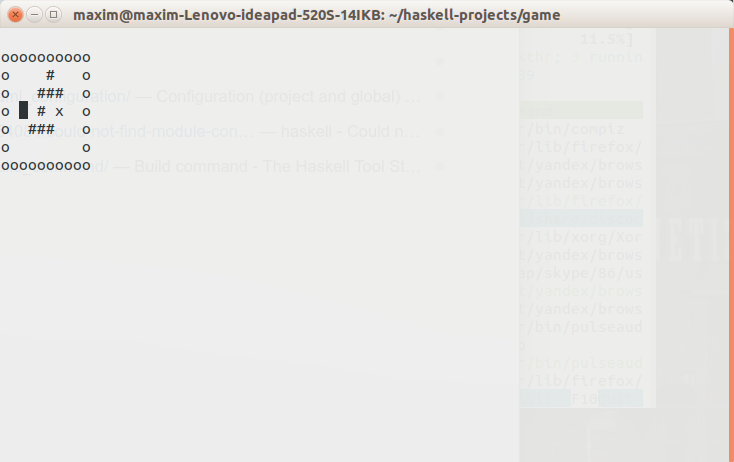 maxim@maxim-Lenovo-ideapad-520S-14IKB: ~/haskell-projects/game
oooooooooo
o    #   o
o   ###  o
o   # x  o
o  ###   o
o        o
oooooooooo
configuration/ — Configuration (project and global) ...
not-find-module-con... — haskell - Could n...
d/ — Build command - The Haskell Tool St...
11.5%]
/bin/compiz
/lib/firefox/
/yandex/brows
/yandex/brows
/lib/firefox/
/lib/xorg/Xor
/yandex/brows
ap/skype/86/us
/yandex/brows
/yandex/brows
/bin/pulseaud
/bin/pulseaud
/lib/firefox/
F10